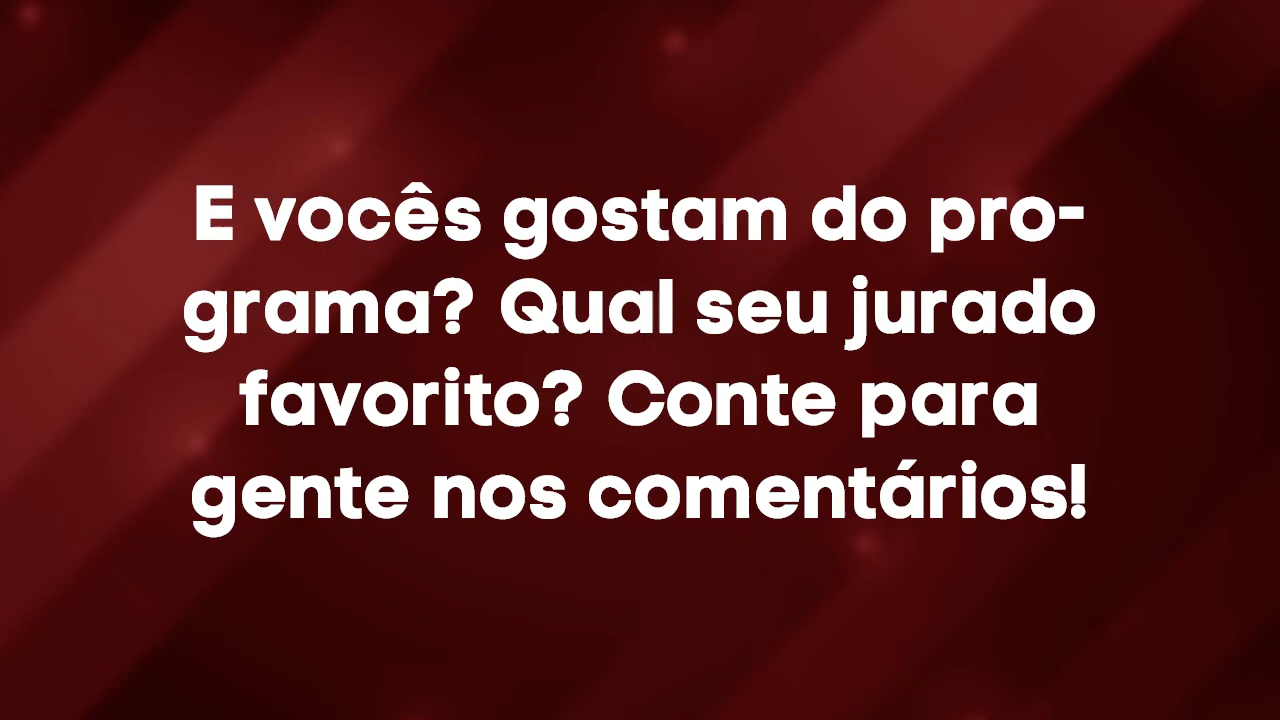 E vocês gostam do pro-
grama? Qual seu jurado
favorito? Conte para
gente nos comentários!